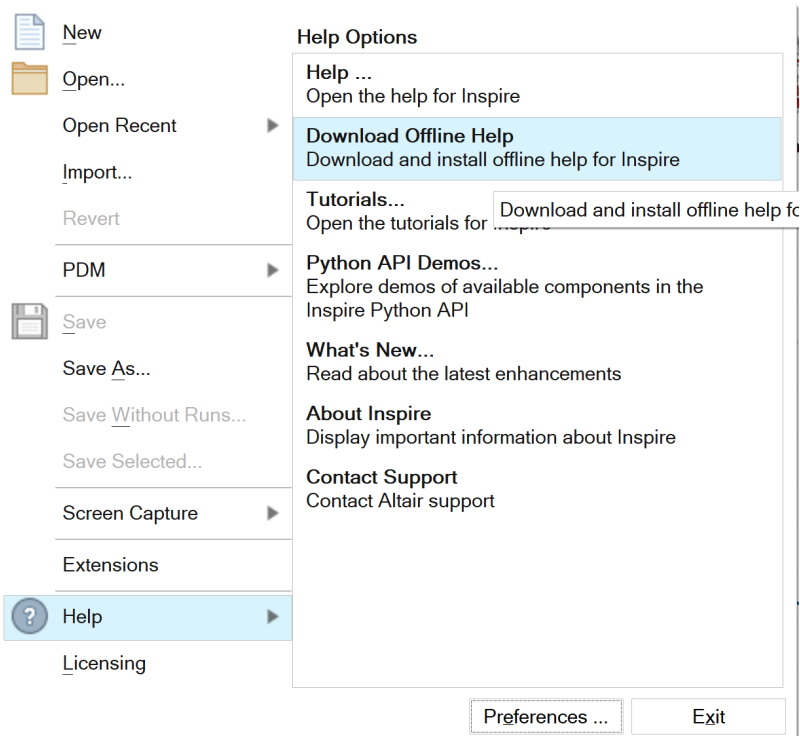 New
Open...
Open Recent
Import...
Revert
PDM
Save
Save As...
Save Without Runs...
Save Selected...
Screen Capture
Extensions
Help
Licensing
Help Options
Help ...
Open the help for Inspire
Download Offline Help
Download and install offline help for Inspire
Tutorials...
Open the tutorials for
Download and install offline help fo
Python API Demos...
Explore demos of available components in the
Inspire Python API
What's New...
Read about the latest enhancements
About Inspire
Display important information about Inspire
Contact Support
Contact Altair support
Preferences ...
Exit